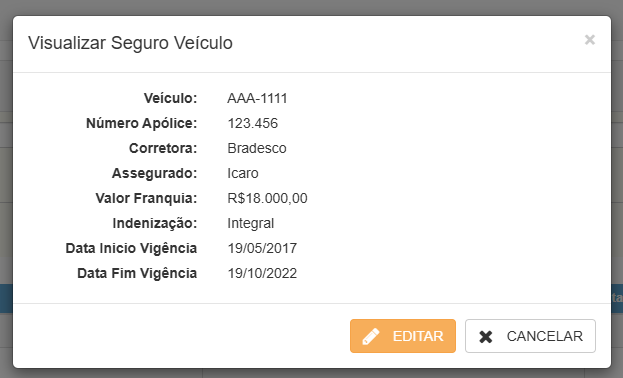 Visualizar Seguro Veículo ×
Veículo: AAA-1111
Número Apólice: 123.456
Corretora: Bradesco
Assegurado: Icaro
Valor Franquia: R$18.000,00
Indenização: Integral
Data Inicio Vigência 19/05/2017
Data Fim Vigência 19/10/2022
EDITAR CANCELAR